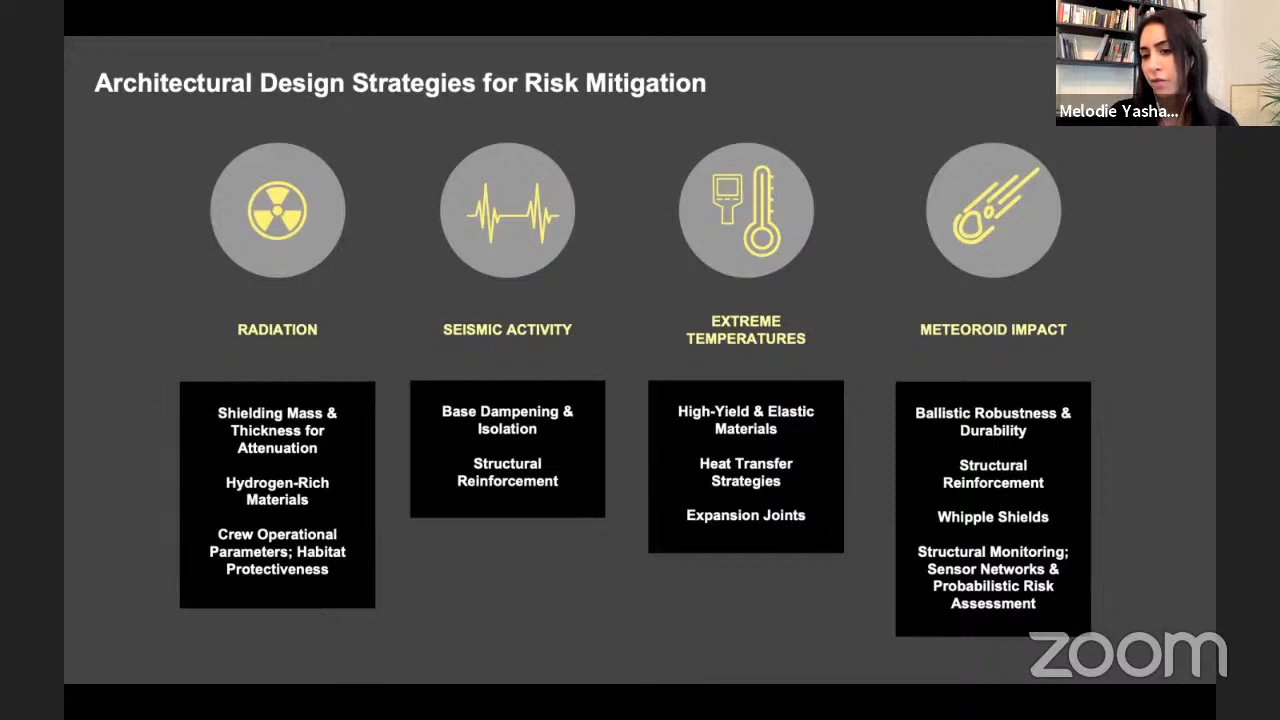 Architectural Design Strategies for Risk Mitigation
Melodie Yasha...
RADIATION
Shielding Mass &
Thickness for
Attenuation
Hydrogen-Rich
Materials
Crew Operational
Parameters; Habitat
Protectiveness
SEISMIC ACTIVITY
Base Dampening &
Isolation
Structural
Reinforcement
EXTREME
TEMPERATURES
High-Yield & Elastic
Materials
Heat Transfer
Strategies
Expansion Joints
METEOROID IMPACT
Ballistic Robustness &
Durability
Structural
Reinforcement
Whipple Shields
Structural Monitoring;
Sensor Networks &
Probabilistic Risk
Assessment
zoom